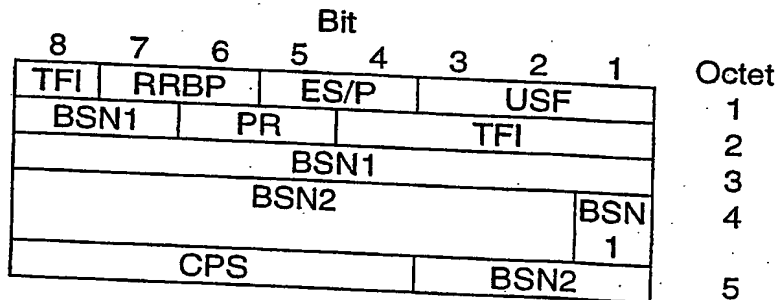 Bit
8 7 6 5 4 3 2 1 Octet
TFI RRBP ES/P USF 1
BSN1 PR TFI 2
BSN1 3
BSN2 BSN 1 4
CPS BSN2 5